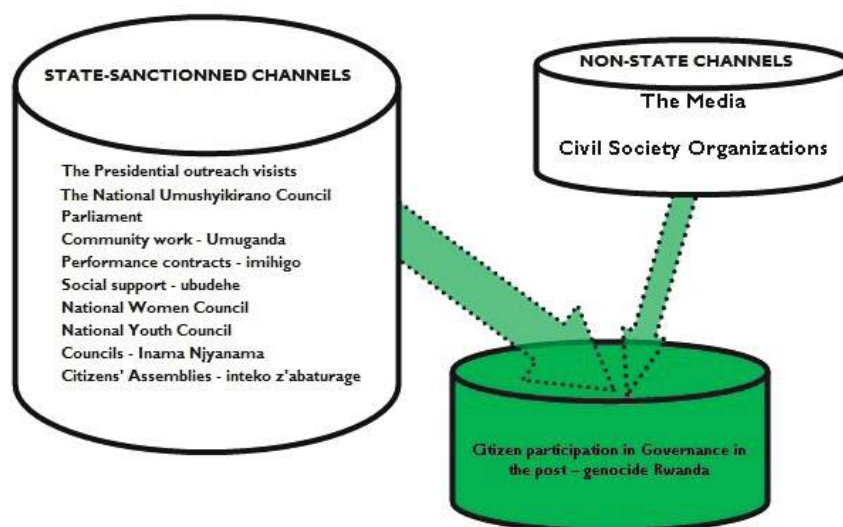 STATE-SANCTIONNED CHANNELS
The Presidential outreach visists
The National Umushyikirano Council
Parliament
Community work - Umuganda
Performance contracts - imihigo
Social support - ubudehe
National Women Council
National Youth Council
Councils - Inama Njyanama
Citizens' Assemblies - inteko z'abaturage
NON-STATE CHANNELS
The Media
Civil Society Organizations
Citizen participation in Governance in
the post – genocide Rwanda